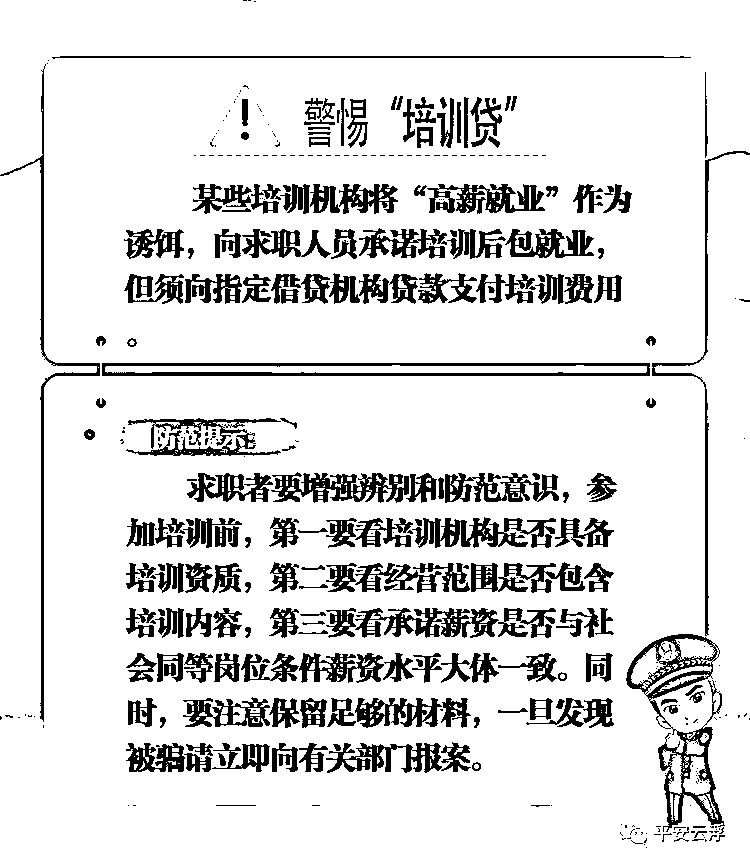 警惕“培训贷”
某些培训机构将“高薪就业”作为
诱饵，向求职人员承诺培训后包就业，
但须向指定借贷机构贷款支付培训费用
。
防范提示：
求职者要增强辨别和防范意识，参
加培训前，第一要看培训机构是否具备
培训资质，第二要看经营范围是否包含
培训内容，第三要看承诺薪资是否与社
会同等岗位条件薪资水平大体一致。同
时，要注意保留足够的材料，一旦发现
被骗请立即向有关部门报案。
平安云浮